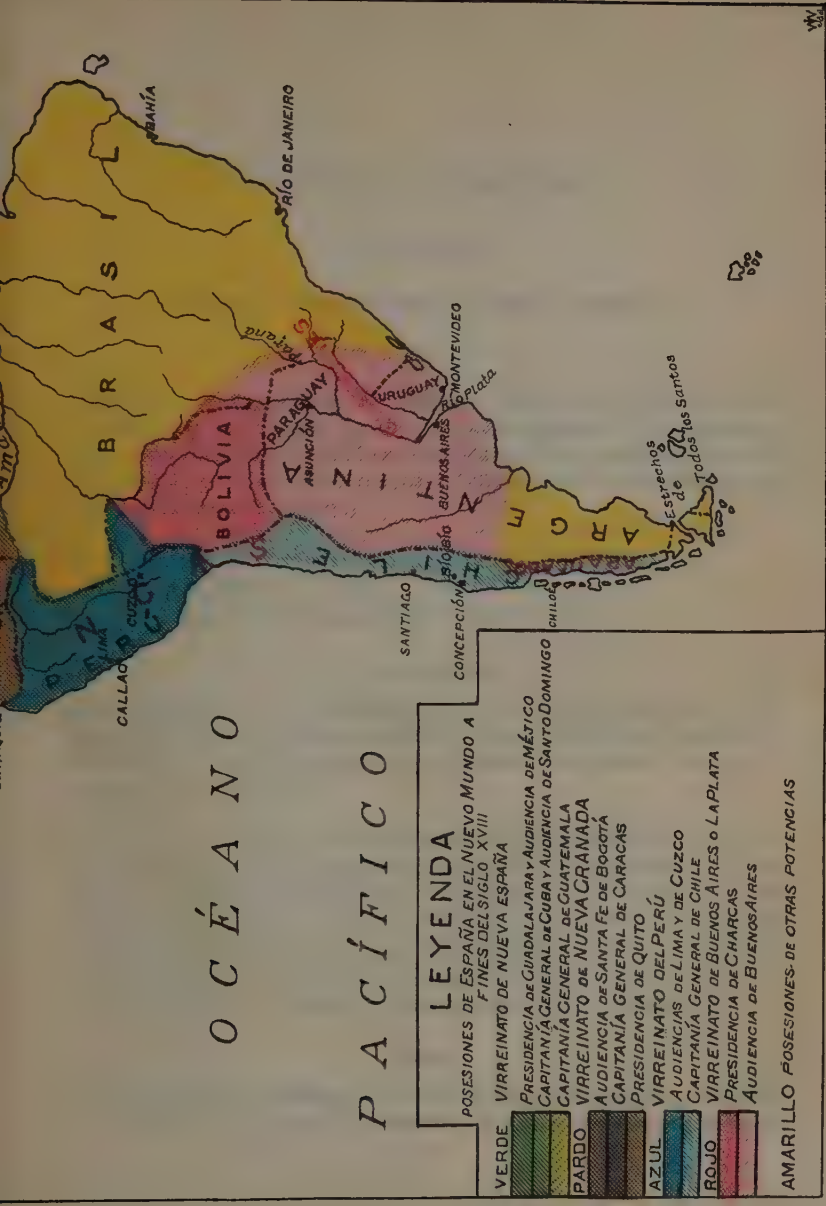 OCÉANO
PACÍFICO
BRASIL
BAHÍA
RÍO DE JANEIRO
Paraná
BOLIVIA
PARAGUAY
ASUNCIÓN
URUGUAY
MONTEVIDEO
Río Plata
BUENOS AIRES
LIMA
CUZCO
CALLAO
SANTIAGO
BÍO BÍO
CONCEPCIÓN
CHILOÉ
Estrechos
de
Todos los Santos
LEYENDA
POSESIONES DE ESPAÑA EN EL NUEVO MUNDO A
FINES DEL SIGLO XVIII
VERDE VIRREINATO DE NUEVA ESPAÑA
PRESIDENCIA DE GUADALAJARA Y AUDIENCIA DE MÉJICO
CAPITANÍA GENERAL DE CUBA Y AUDIENCIA DE SANTO DOMINGO
CAPITANÍA GENERAL DE GUATEMALA
PARDO VIRREINATO DE NUEVA GRANADA
AUDIENCIA DE SANTA FE DE BOGOTÁ
CAPITANÍA GENERAL DE CARACAS
PRESIDENCIA DE QUITO
AZUL VIRREINATO DEL PERÚ
AUDIENCIAS DE LIMA Y DE CUZCO
CAPITANÍA GENERAL DE CHILE
ROJO VIRREINATO DE BUENOS AIRES O LA PLATA
PRESIDENCIA DE CHARCAS
AUDIENCIA DE BUENOS AIRES
AMARILLO POSESIONES DE OTRAS POTENCIAS